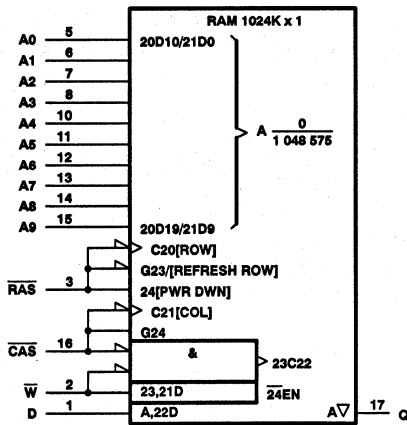 RAM 1024K x 1
A0 5 20D10/21D0
A1 6
A2 7
A3 8
A4 10
A 0
1 048 575
A5 11
A6 12
A7 13
A8 14
A9 15 20D19/21D9
C20[ROW]
G23/[REFRESH ROW]
RAS 3 24[PWR DWN]
C21[COL]
G24
CAS 16 & 23C22
W 2 23,21D 24EN
D 1 A,22D A▽ 17 Q